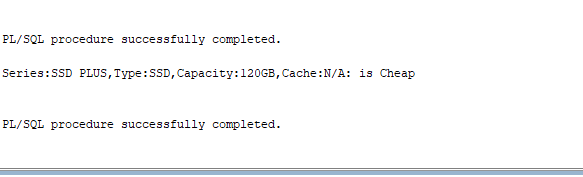 PL/SQL procedure successfully completed.
Series:SSD PLUS,Type:SSD,Capacity:120GB,Cache:N/A: is Cheap
PL/SQL procedure successfully completed.